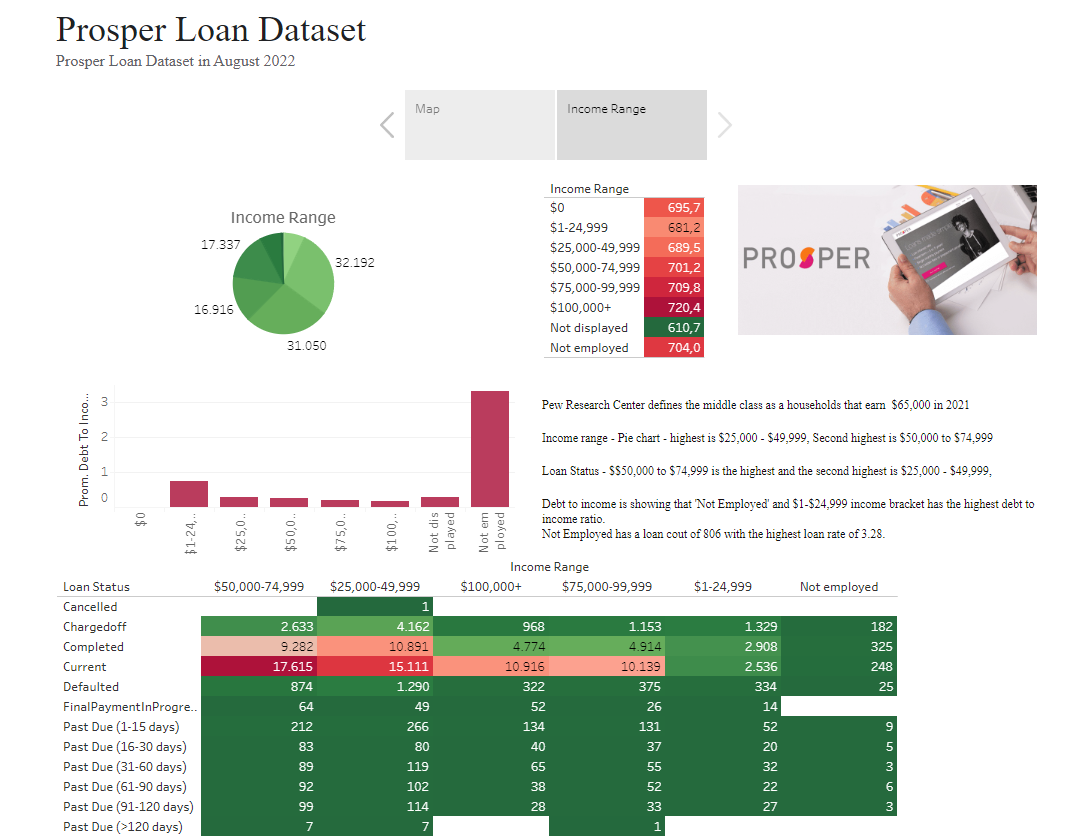 Prosper Loan Dataset
Prosper Loan Dataset in August 2022
Map
Income Range
Income Range
17.337
32.192
16.916
31.050
Income Range
$0 695,7
$1-24,999 681,2
$25,000-49,999 689,5
$50,000-74,999 701,2
$75,000-99,999 709,8
$100,000+ 720,4
Not displayed 610,7
Not employed 704,0
PROSPER
Prom. Debt To Inco...
3
2
1
0
$0
$1-24,..
$25,0..
$50,0..
$75,0..
$100,..
Not dis
played
Not em
ployed
Pew Research Center defines the middle class as a households that earn $65,000 in 2021
Income range - Pie chart - highest is $25,000 - $49,999, Second highest is $50,000 to $74,999
Loan Status - $$50,000 to $74,999 is the highest and the second highest is $25,000 - $49,999,
Debt to income is showing that 'Not Employed' and $1-$24,999 income bracket has the highest debt to
income ratio.
Not Employed has a loan cout of 806 with the highest loan rate of 3.28.
Income Range
Loan Status $50,000-74,999 $25,000-49,999 $100,000+ $75,000-99,999 $1-24,999 Not employed
Cancelled 1
Chargedoff 2.633 4.162 968 1.153 1.329 182
Completed 9.282 10.891 4.774 4.914 2.908 325
Current 17.615 15.111 10.916 10.139 2.536 248
Defaulted 874 1.290 322 375 334 25
FinalPaymentInProgre.. 64 49 52 26 14
Past Due (1-15 days) 212 266 134 131 52 9
Past Due (16-30 days) 83 80 40 37 20 5
Past Due (31-60 days) 89 119 65 55 32 3
Past Due (61-90 days) 92 102 38 52 22 6
Past Due (91-120 days) 99 114 28 33 27 3
Past Due (>120 days) 7 7 1